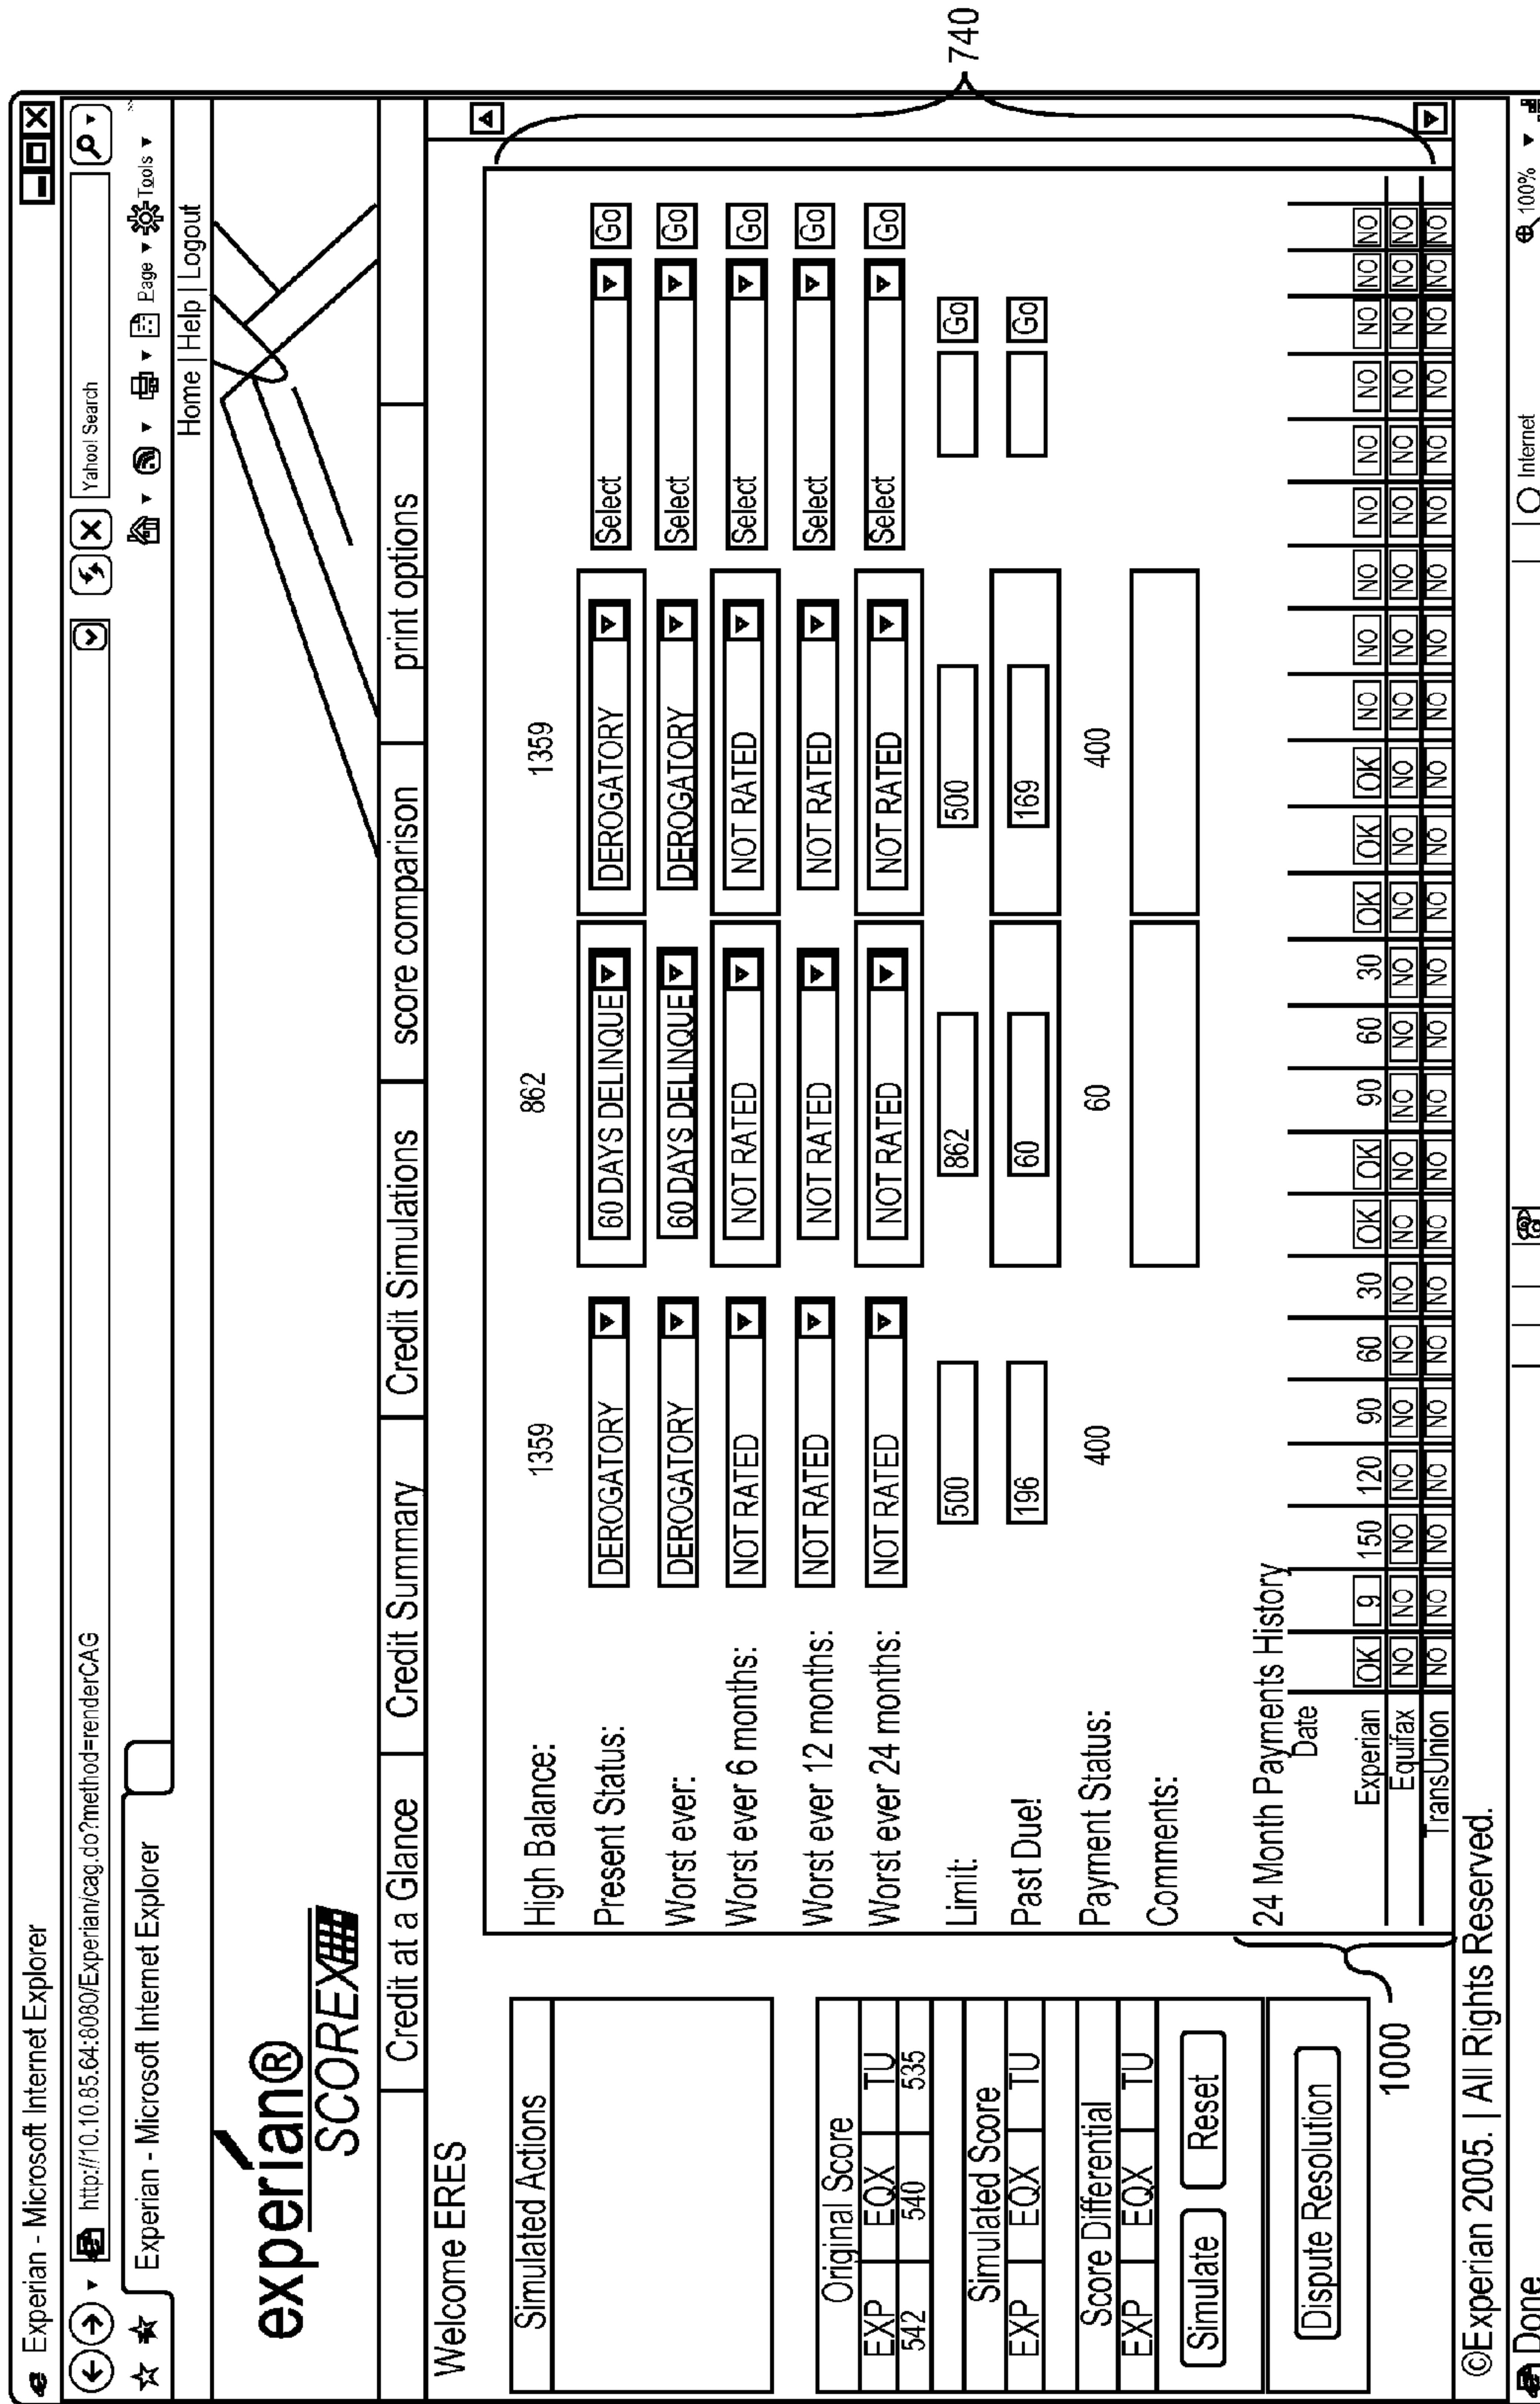 Experian - Microsoft Internet Explorer
http://10.10.85.64:8080/Experian/cag.do?method=renderCAG
Yahoo! Search
Experian - Microsoft Internet Explorer
Page Tools »
Home | Help | Logout
experian®
SCOREX
Credit at a Glance Credit Summary Credit Simulations score comparison print options
Welcome ERES
Simulated Actions
Original Score
EXP EQX TU
542 540 535
Simulated Score
EXP EQX TU
Score Differential
EXP EQX TU
Simulate Reset
Dispute Resolution
High Balance: 1359 862 1359
Present Status: DEROGATORY 60 DAYS DELINQUE DEROGATORY Select Go
Worst ever: DEROGATORY 60 DAYS DELINQUE DEROGATORY Select Go
Worst ever 6 months: NOT RATED NOT RATED NOT RATED Select Go
Worst ever 12 months: NOT RATED NOT RATED NOT RATED Select Go
Worst ever 24 months: NOT RATED NOT RATED NOT RATED Select Go
Limit: 500 862 500 Go
Past Due! 196 60 169 Go
Payment Status: 400 60 400
Comments:
24 Month Payments History
Date
Experian OK 9 150 120 90 60 30 OK OK 90 60 30 OK OK OK NO NO NO NO NO NO NO NO NO
Equifax NO NO NO NO NO NO NO NO NO NO NO NO NO NO NO NO NO NO NO NO NO NO NO NO
TransUnion NO NO NO NO NO NO NO NO NO NO NO NO NO NO NO NO NO NO NO NO NO NO NO NO
740
1000
©Experian 2005. | All Rights Reserved.
Done Internet 100%